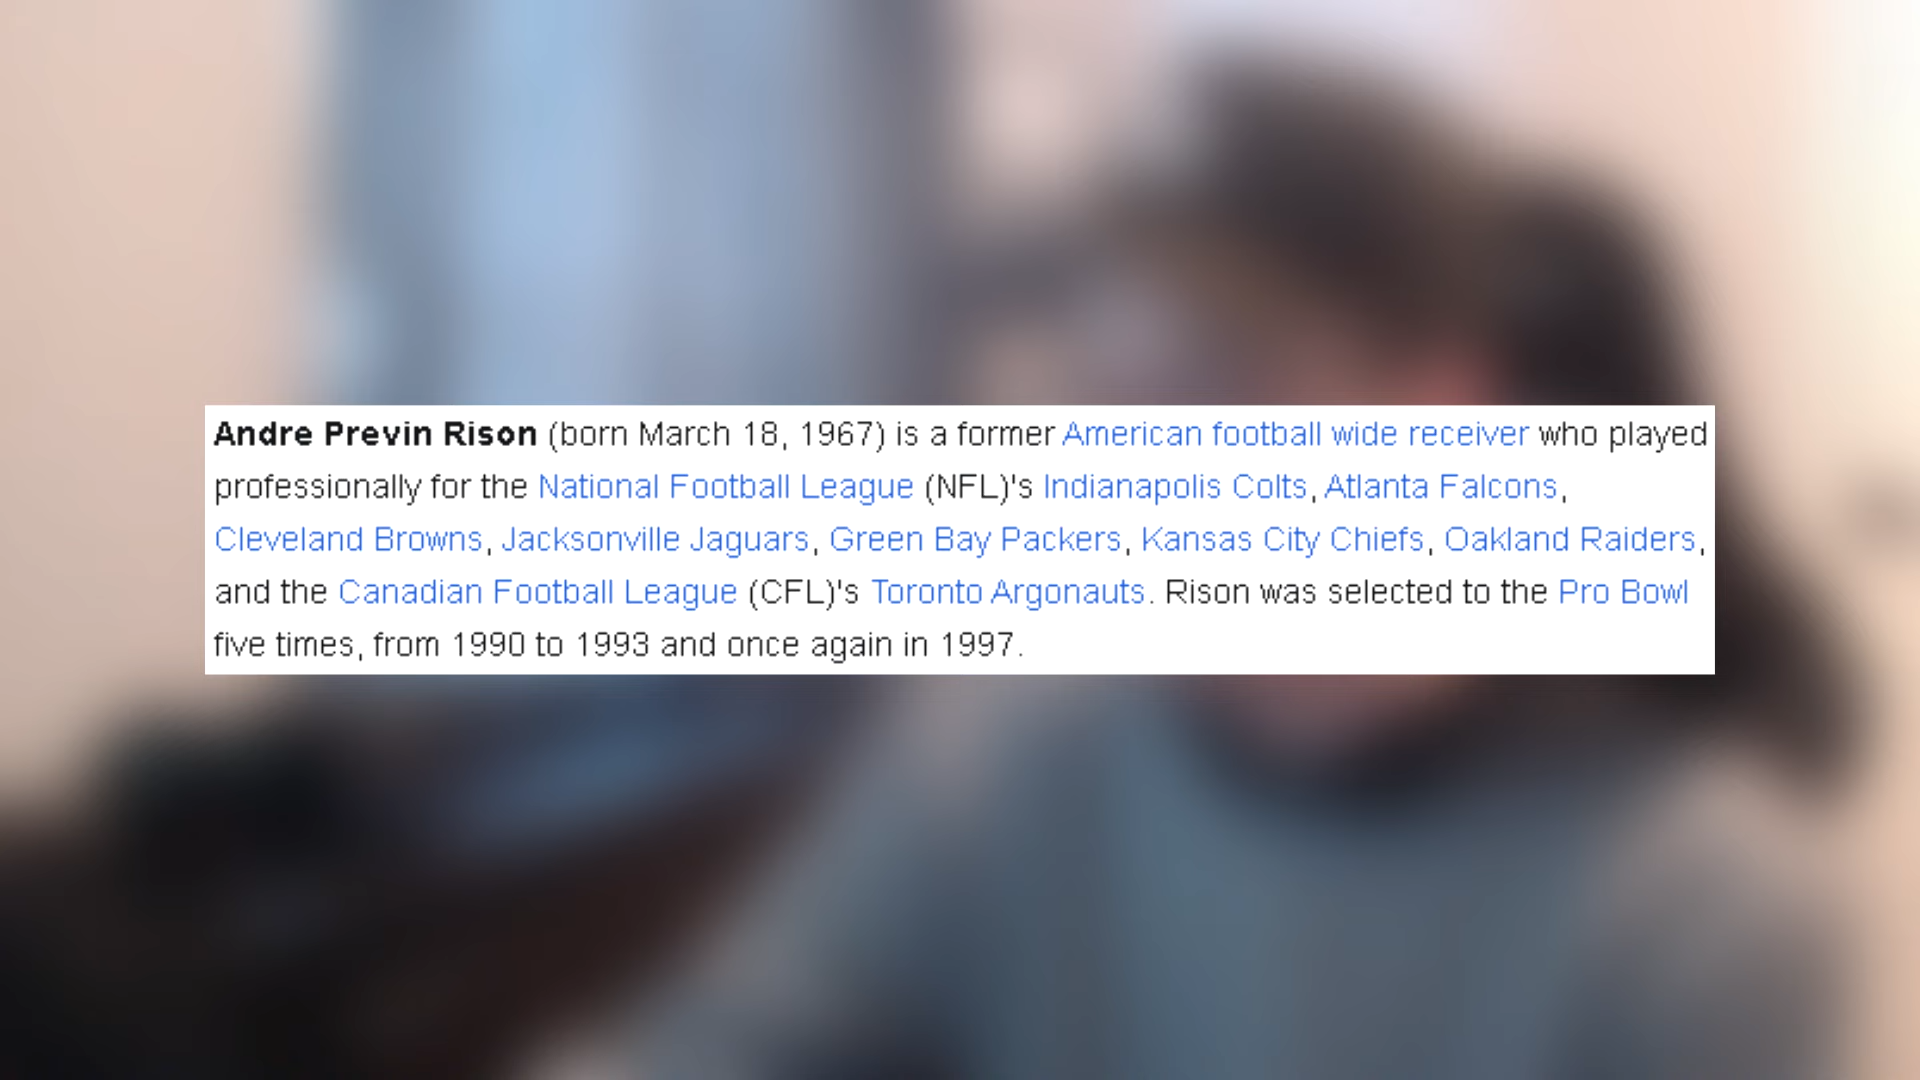 Andre Previn Rison (born March 18, 1967) is a former American football wide receiver who played
professionally for the National Football League (NFL)'s Indianapolis Colts, Atlanta Falcons,
Cleveland Browns, Jacksonville Jaguars, Green Bay Packers, Kansas City Chiefs, Oakland Raiders,
and the Canadian Football League (CFL)'s Toronto Argonauts. Rison was selected to the Pro Bowl
five times, from 1990 to 1993 and once again in 1997.